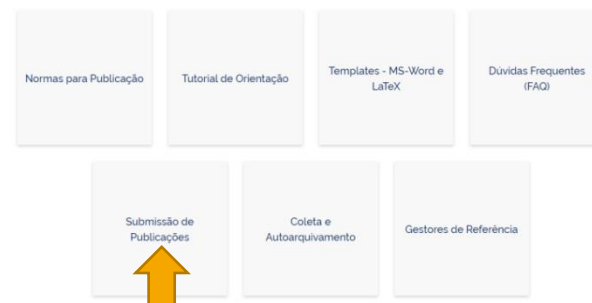 Normas para Publicação
Tutorial de Orientação
Templates - MS-Word e
LaTeX
Dúvidas Frequentes
(FAQ)
Submissão de
Publicações
Coleta e
Autoarquivamento
Gestores de Referência